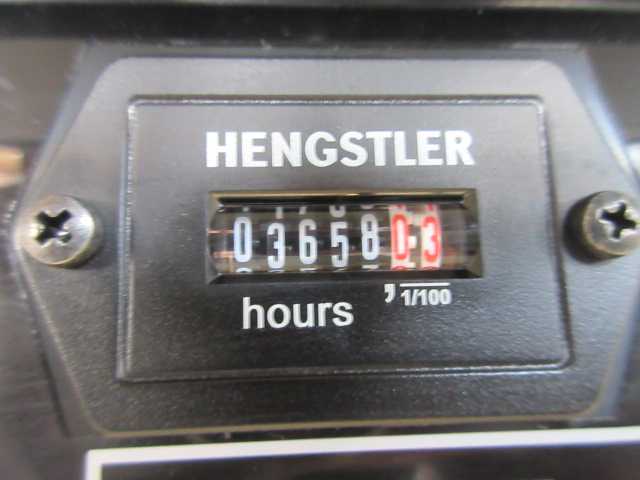 HENGSTLER
0365803
hours , 1/100